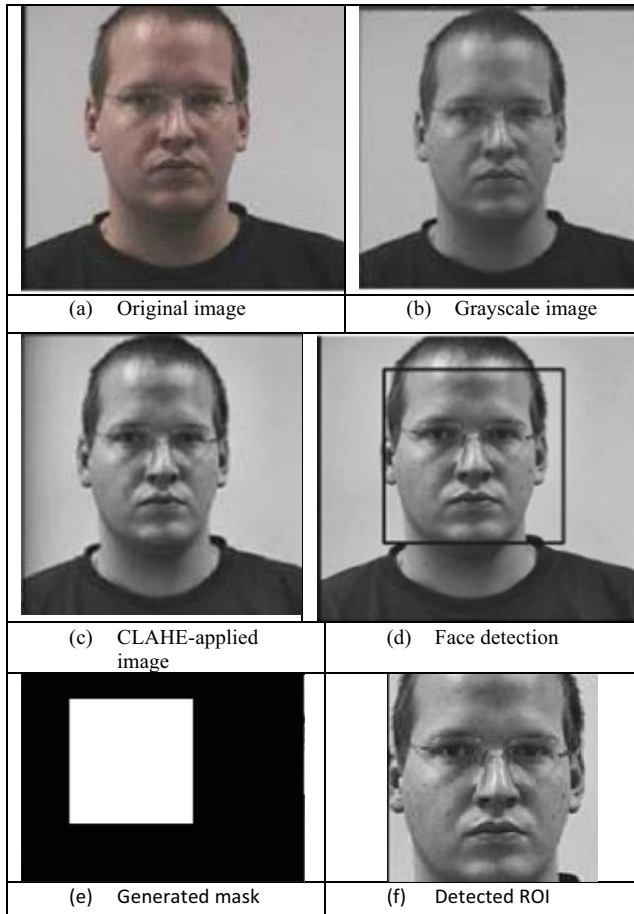 (a) Original image
(b) Grayscale image
(c) CLAHE-applied
image
(d) Face detection
(e) Generated mask
(f) Detected ROI